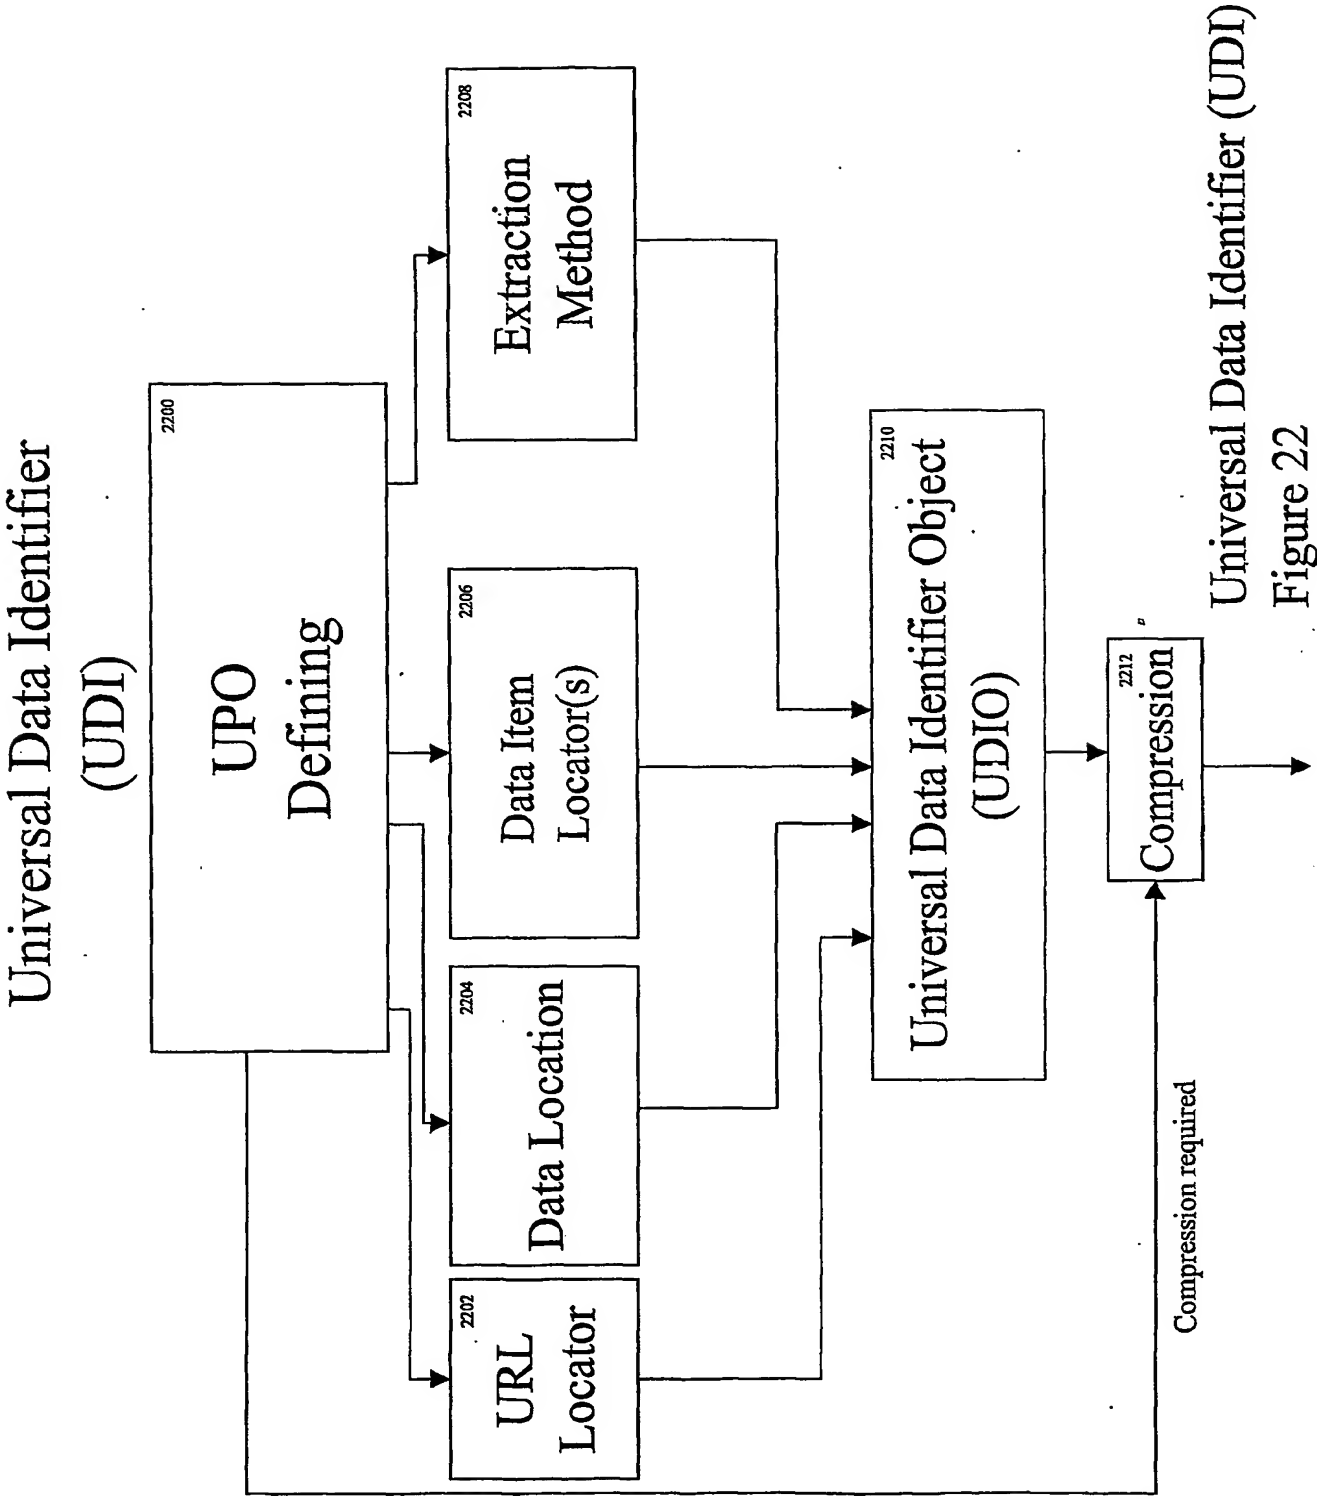 Universal Data Identifier
(UDI)
2200
UPO
Defining
2202
URL
Locator
2204
Data Location
2206
Data Item
Locator(s)
2208
Extraction
Method
2210
Universal Data Identifier Object
(UDIO)
2212
Compression
Compression required
Universal Data Identifier (UDI)
Figure 22